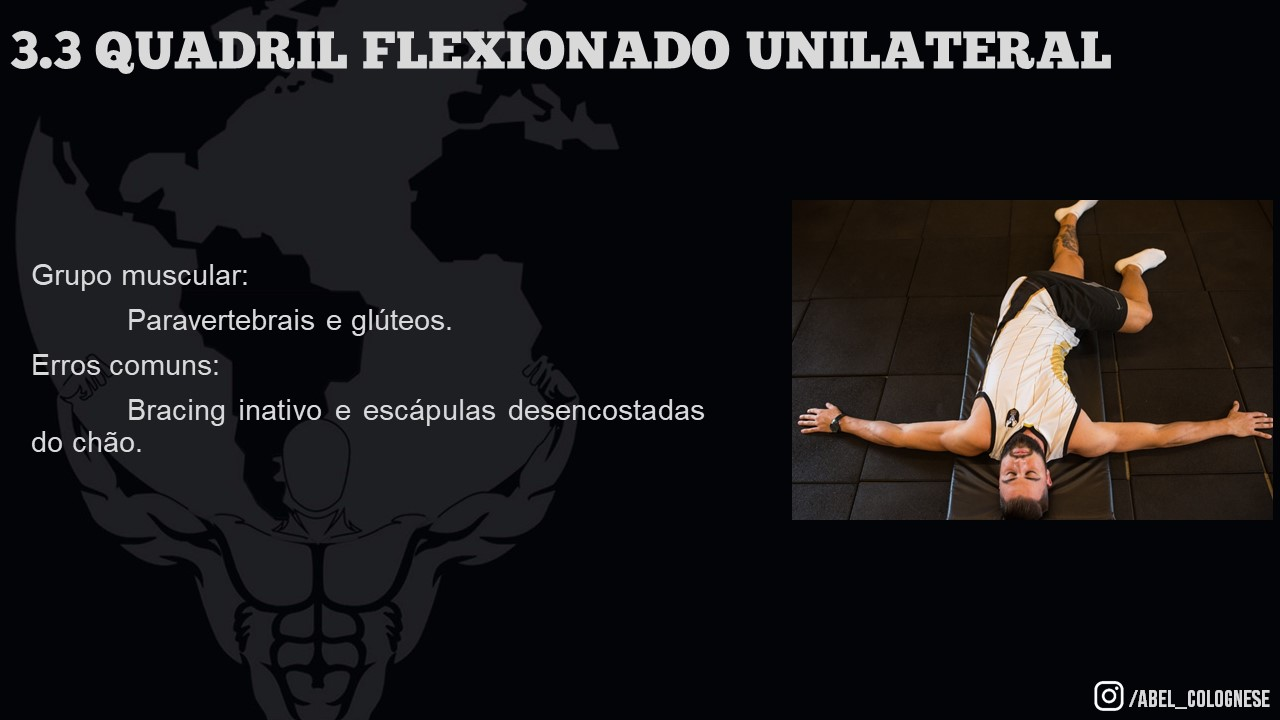 3.3 QUADRIL FLEXIONADO UNILATERAL
Grupo muscular:
Paravertebrais e glúteos.
Erros comuns:
Bracing inativo e escápulas desencostadas
do chão.
/ABEL_COLOGNESE